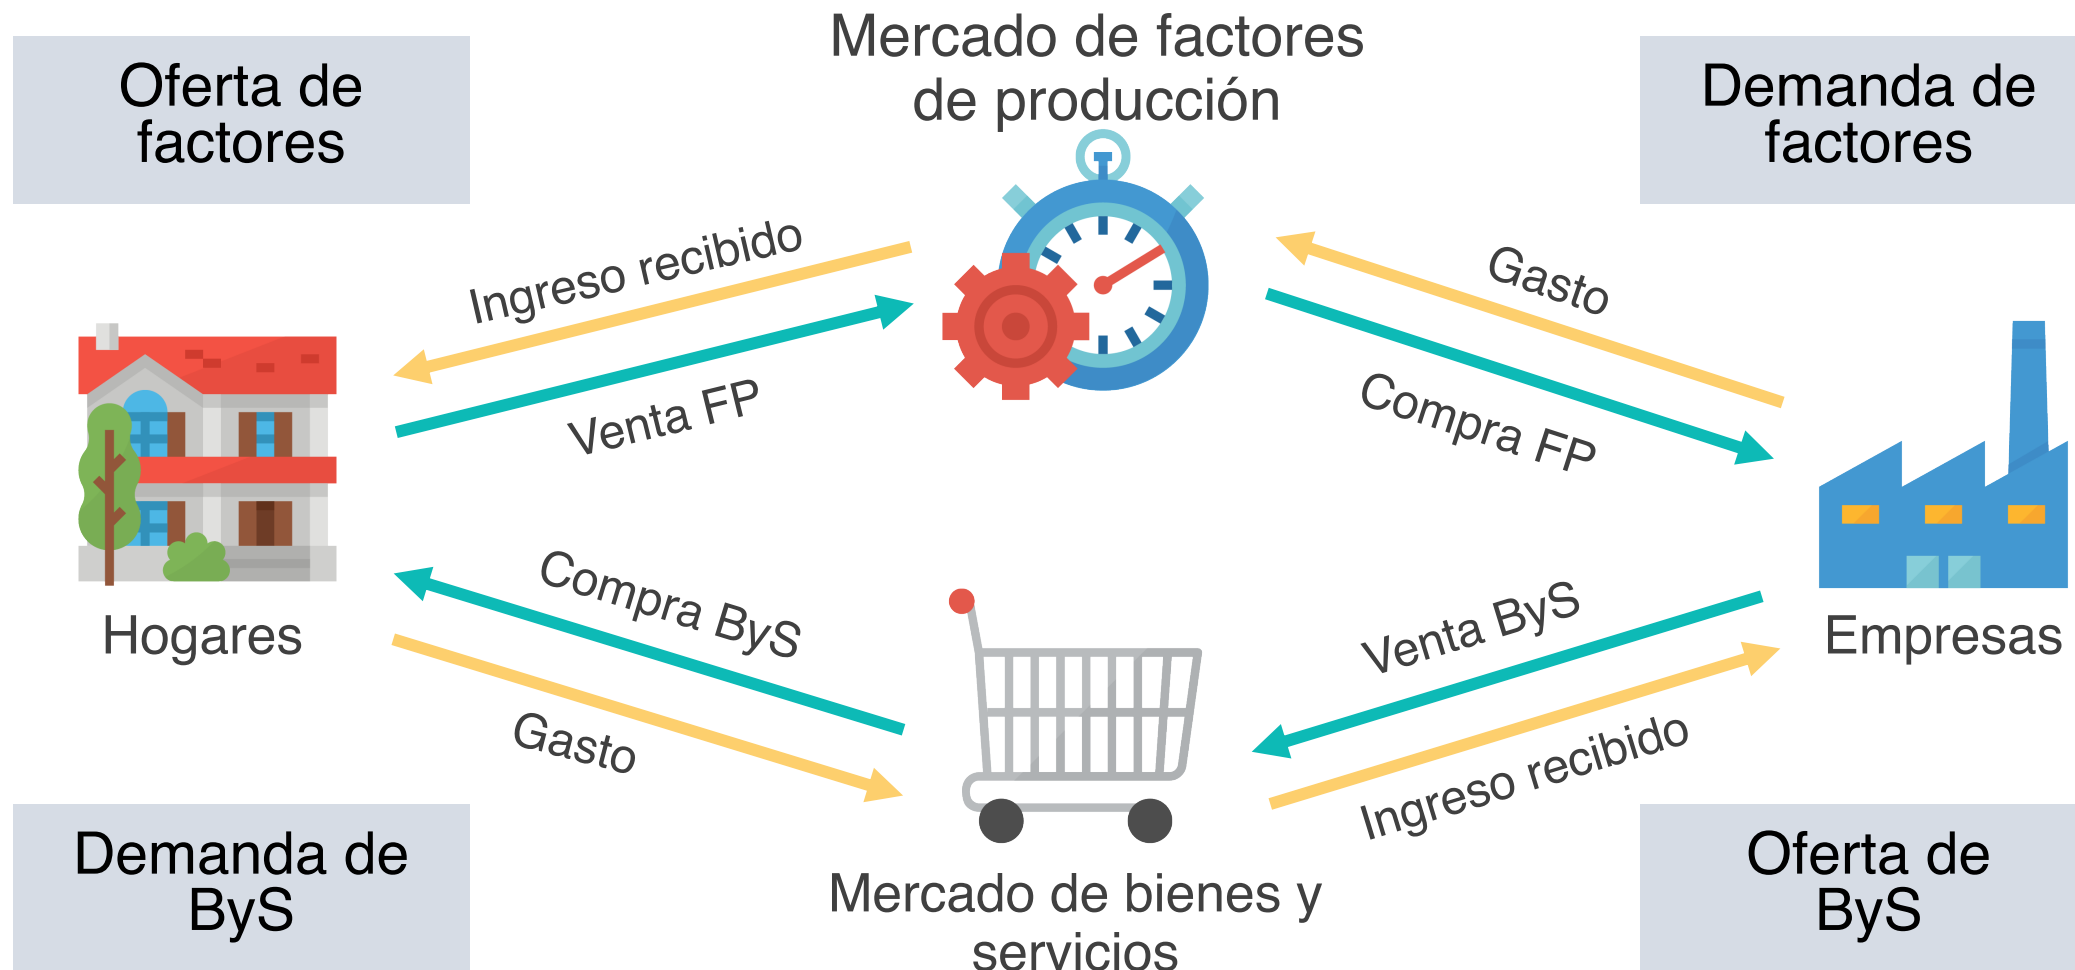 Mercado de factores
de producción
Oferta de
factores
Demanda de
factores
Ingreso recibido
Gasto
Venta FP
Compra FP
Hogares
Empresas
Compra ByS
Venta ByS
Gasto
Ingreso recibido
Demanda de
ByS
Mercado de bienes y
servicios
Oferta de
ByS